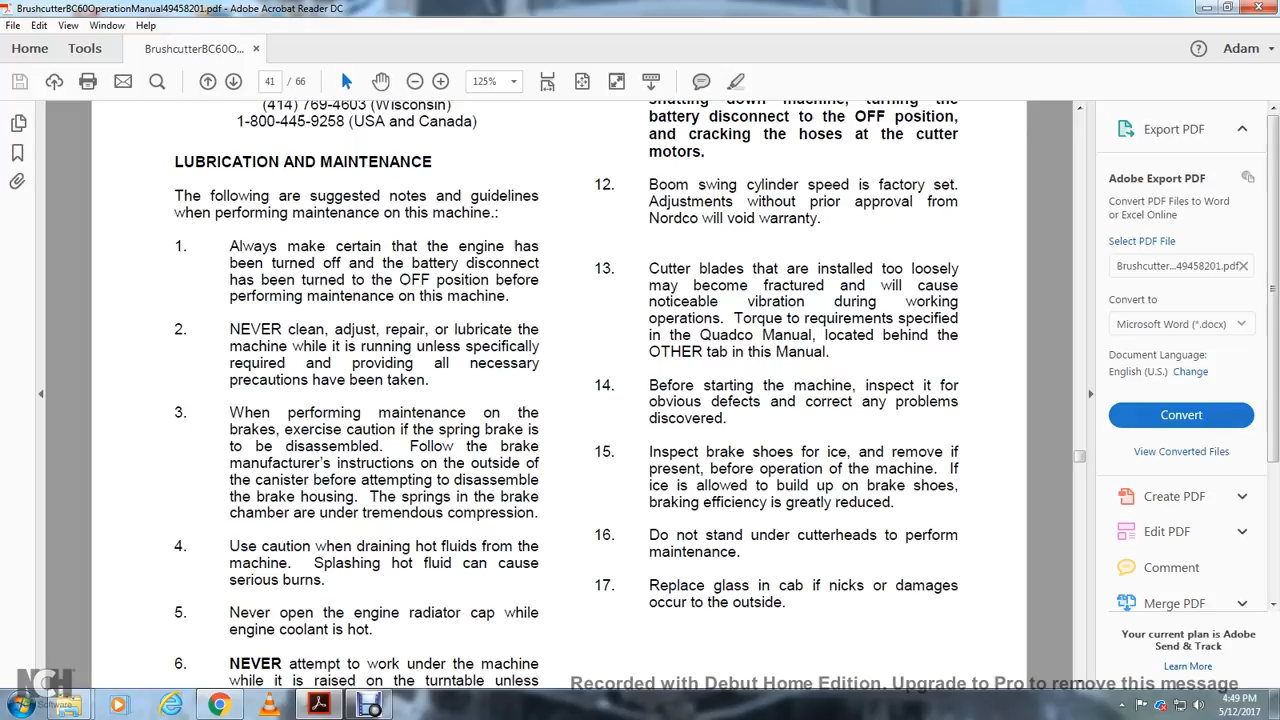 BrushcutterBC60OperationManual49458201.pdf - Adobe Acrobat Reader DC
File Edit View Window Help
Home Tools BrushcutterBC60O... × Adam
41 / 66 125%
(414) 769-4603 (Wisconsin)
1-800-445-9258 (USA and Canada)
LUBRICATION AND MAINTENANCE
The following are suggested notes and guidelines
when performing maintenance on this machine.:
1. Always make certain that the engine has
been turned off and the battery disconnect
has been turned to the OFF position before
performing maintenance on this machine.
2. NEVER clean, adjust, repair, or lubricate the
machine while it is running unless specifically
required and providing all necessary
precautions have been taken.
3. When performing maintenance on the
brakes, exercise caution if the spring brake is
to be disassembled. Follow the brake
manufacturer's instructions on the outside of
the canister before attempting to disassemble
the brake housing. The springs in the brake
chamber are under tremendous compression.
4. Use caution when draining hot fluids from the
machine. Splashing hot fluid can cause
serious burns.
5. Never open the engine radiator cap while
engine coolant is hot.
6. NEVER attempt to work under the machine
while it is raised on the turntable unless
shutting down machine, turning the
battery disconnect to the OFF position,
and cracking the hoses at the cutter
motors.
12. Boom swing cylinder speed is factory set.
Adjustments without prior approval from
Nordco will void warranty.
13. Cutter blades that are installed too loosely
may become fractured and will cause
noticeable vibration during working
operations. Torque to requirements specified
in the Quadco Manual, located behind the
OTHER tab in this Manual.
14. Before starting the machine, inspect it for
obvious defects and correct any problems
discovered.
15. Inspect brake shoes for ice, and remove if
present, before operation of the machine. If
ice is allowed to build up on brake shoes,
braking efficiency is greatly reduced.
16. Do not stand under cutterheads to perform
maintenance.
17. Replace glass in cab if nicks or damages
occur to the outside.
Export PDF
Adobe Export PDF
Convert PDF Files to Word
or Excel Online
Select PDF File
Brushcutter...49458201.pdf
Convert to
Microsoft Word (*.docx)
Document Language:
English (U.S.) Change
Convert
View Converted Files
Create PDF
Edit PDF
Comment
Merge PDF
Your current plan is Adobe
Send & Track
Learn More
Recorded with Debut Home Edition. Upgrade to Pro to remove this message
NCH
Software
4:49 PM
5/12/2017